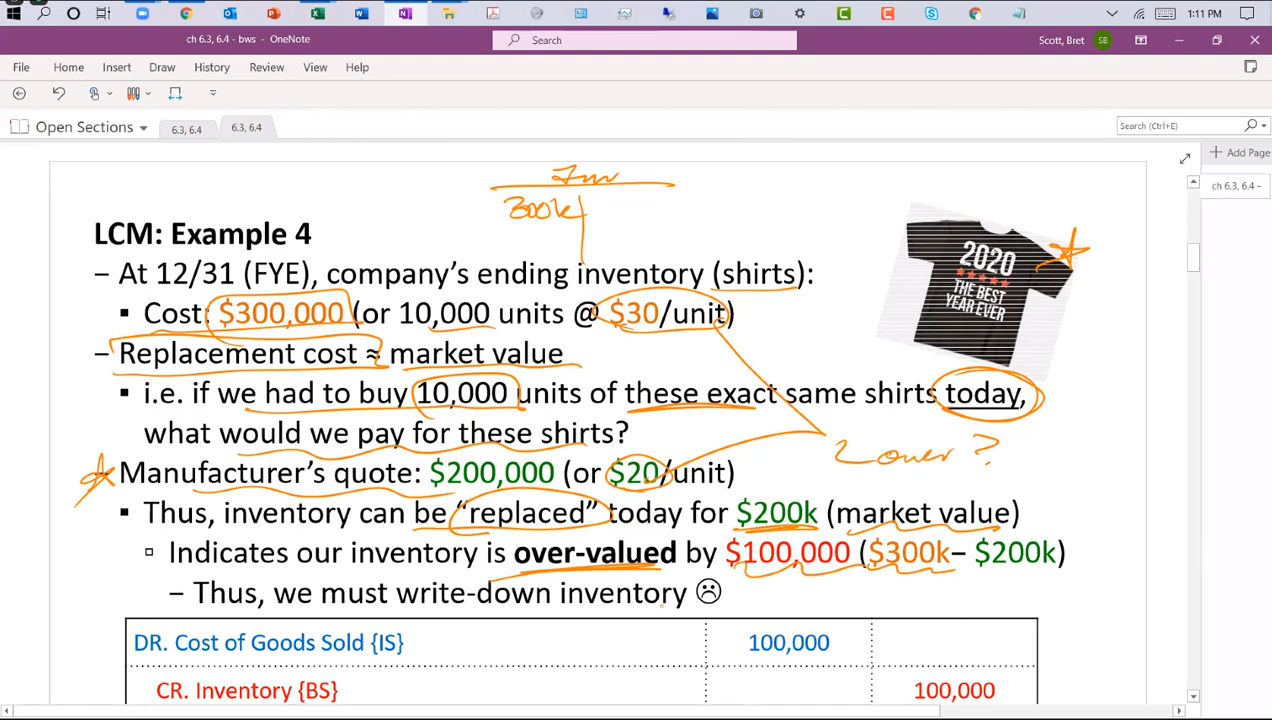 1:11 PM
ch 6.3, 6.4 - bws - OneNote
Search
Scott, Bret
SB
File Home Insert Draw History Review View Help
Open Sections
6.3, 6.4
6.3, 6.4
Search (Ctrl+E)
Add Page
ch 6.3, 6.4 -
Inv
300k
LCM: Example 4
2020
THE BEST
YEAR EVER
– At 12/31 (FYE), company's ending inventory (shirts):
▪ Cost: $300,000 (or 10,000 units @ $30/unit)
– Replacement cost ≈ market value
▪ i.e. if we had to buy 10,000 units of these exact same shirts today,
what would we pay for these shirts?
over?
– Manufacturer's quote: $200,000 (or $20/unit)
▪ Thus, inventory can be "replaced" today for $200k (market value)
▫ Indicates our inventory is over-valued by $100,000 ($300k– $200k)
– Thus, we must write-down inventory ☹
DR. Cost of Goods Sold {IS} 100,000
CR. Inventory {BS} 100,000